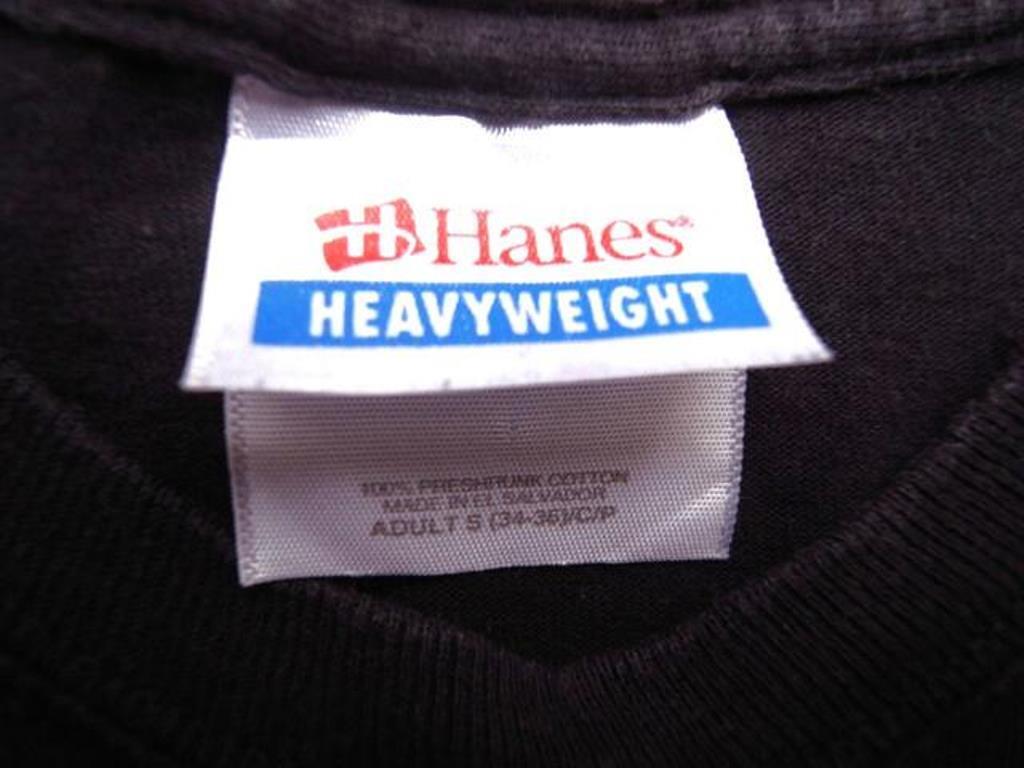 Hanes®
HEAVYWEIGHT
100% PRESHRUNK COTTON
MADE IN EL SALVADOR
ADULT S (34-36)/C/P